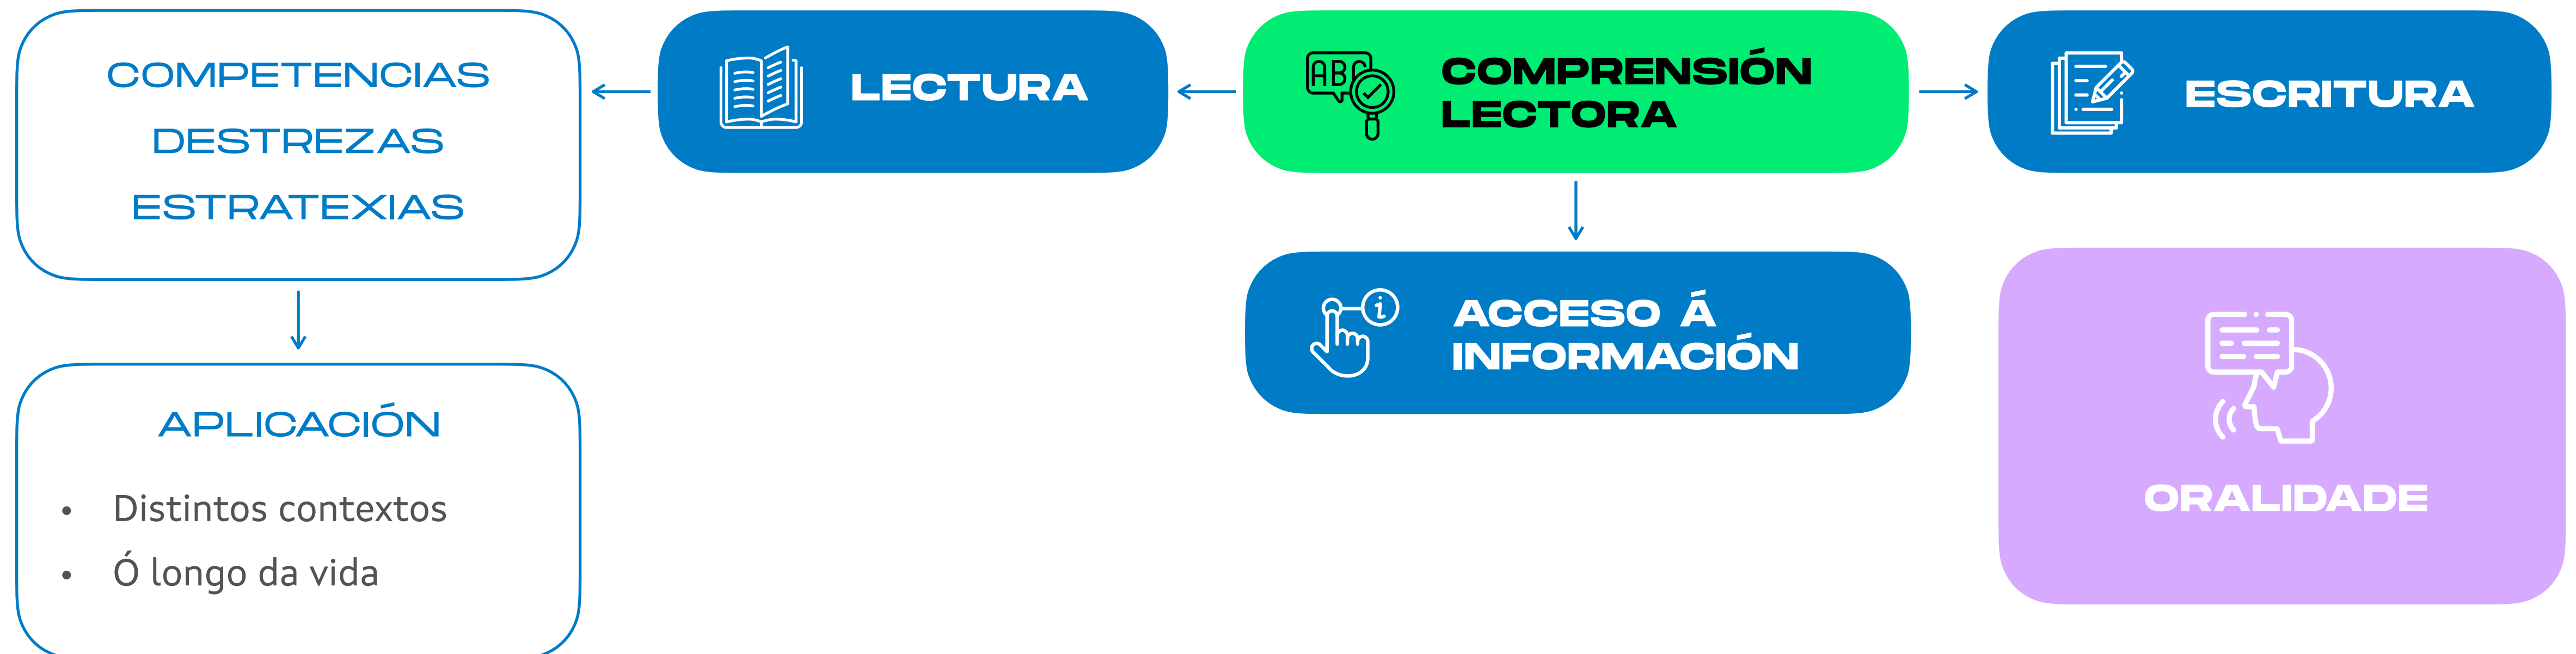 COMPETENCIAS
DESTREZAS
ESTRATEXIAS
APLICACIÓN
• Distintos contextos
• Ó longo da vida
LECTURA
ABC
COMPRENSIÓN
LECTORA
i
ACCESO Á
INFORMACIÓN
ESCRITURA
ORALIDADE